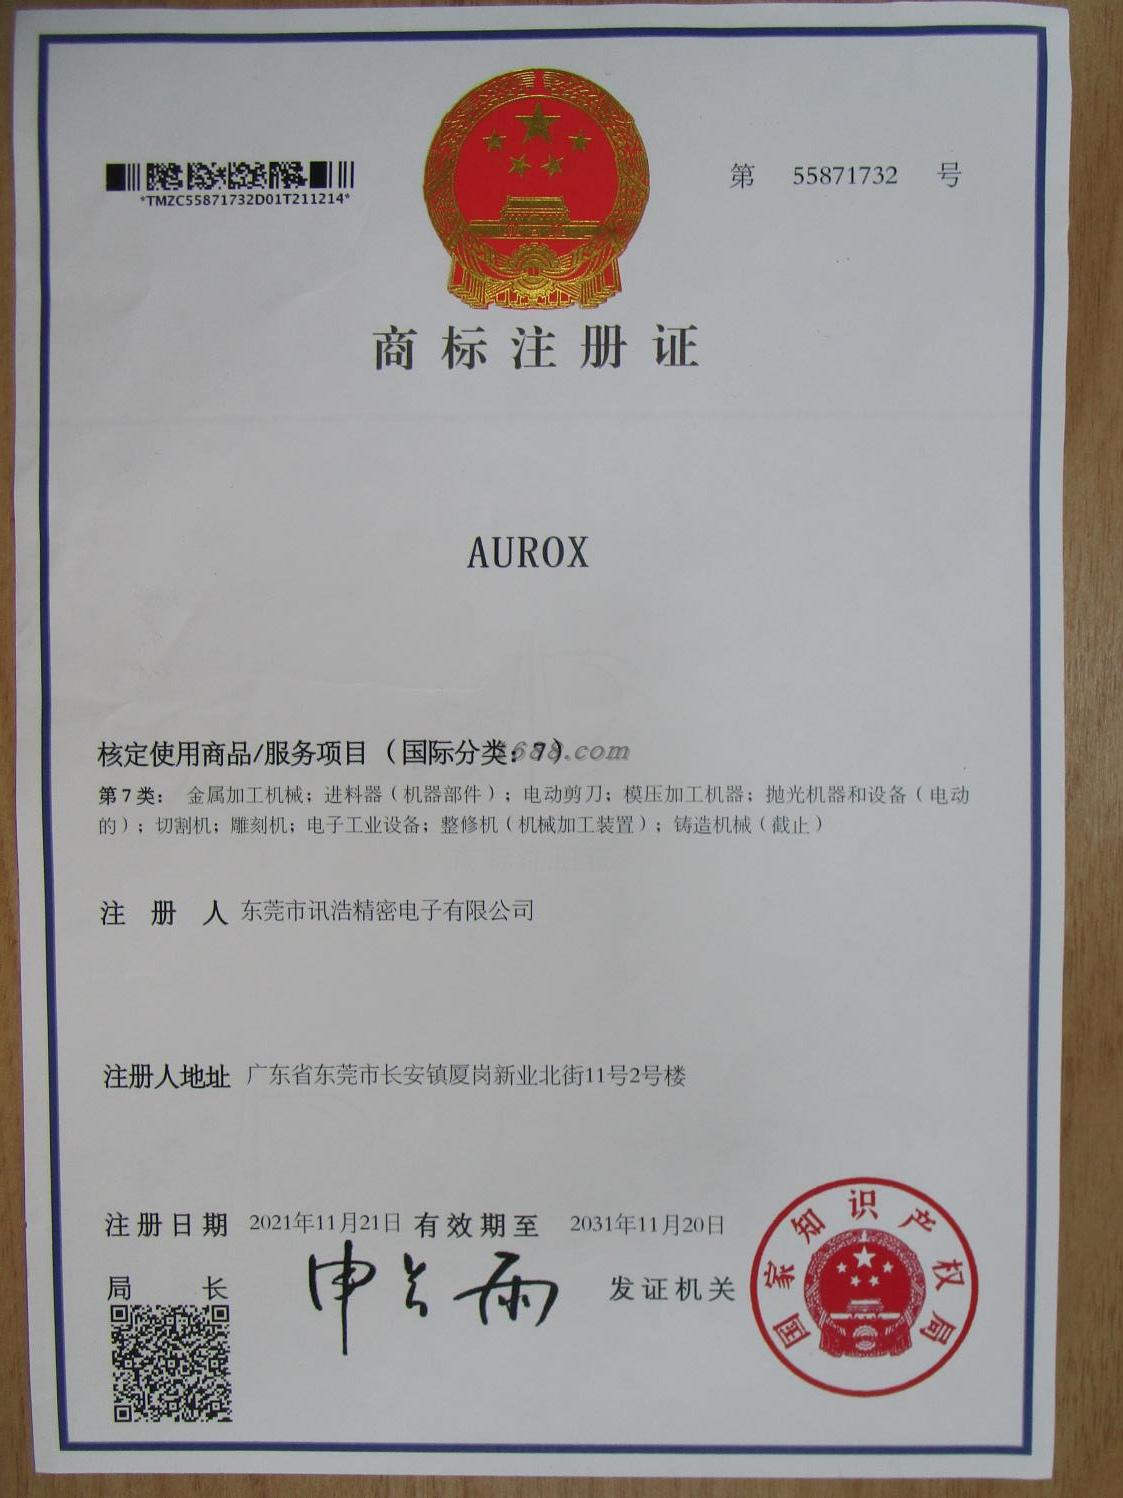 第 55871732 号
*TMZC55871732D01T211214*
商标注册证
AUROX
核定使用商品/服务项目（国际分类：7）
1688.com
第7类： 金属加工机械；进料器（机器部件）；电动剪刀；模压加工机器；抛光机器和设备（电动
的）；切割机；雕刻机；电子工业设备；整修机（机械加工装置）；铸造机械（截止）
注 册 人 东莞市讯浩精密电子有限公司
注册人地址 广东省东莞市长安镇厦岗新业北街11号2号楼
注册日期 2021年11月21日 有效期至 2031年11月20日
局 长 申长雨 发证机关
国家知识产权局